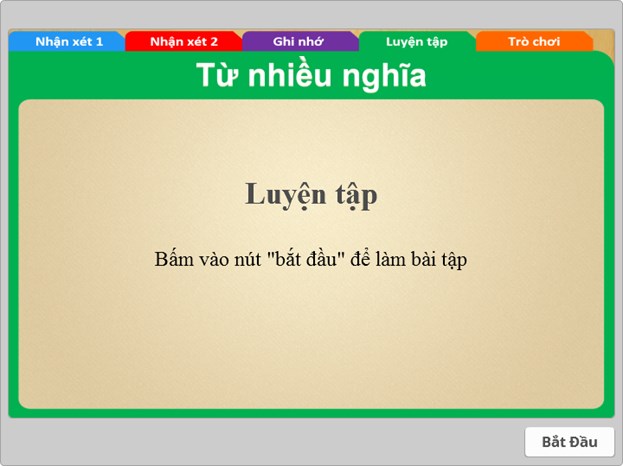 Nhận xét 1 Nhận xét 2 Ghi nhớ Luyện tập Trò chơi
Từ nhiều nghĩa
Luyện tập
Bấm vào nút "bắt đầu" để làm bài tập
Bắt Đầu